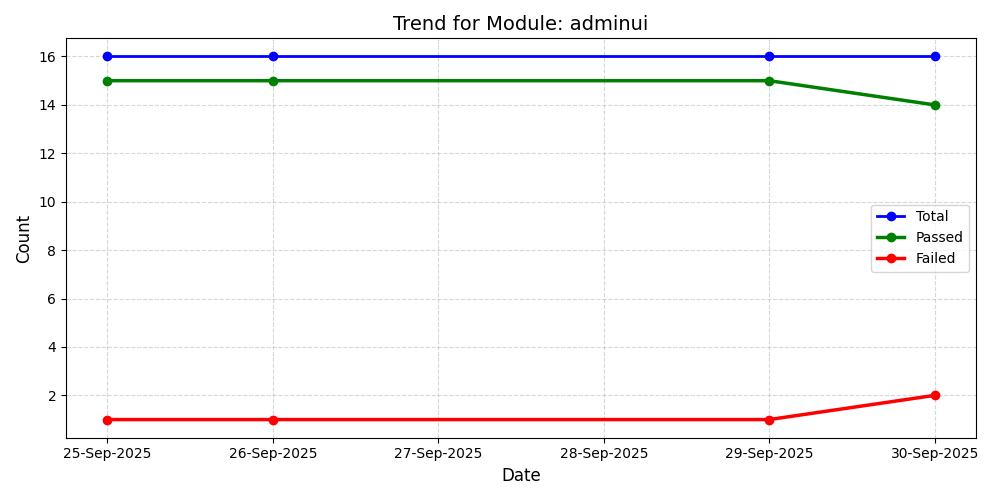 Trend for Module: adminui
16
14
12
10
8
6
4
2
Count
Total
Passed
Failed
25-Sep-2025 26-Sep-2025 27-Sep-2025 28-Sep-2025 29-Sep-2025 30-Sep-2025
Date